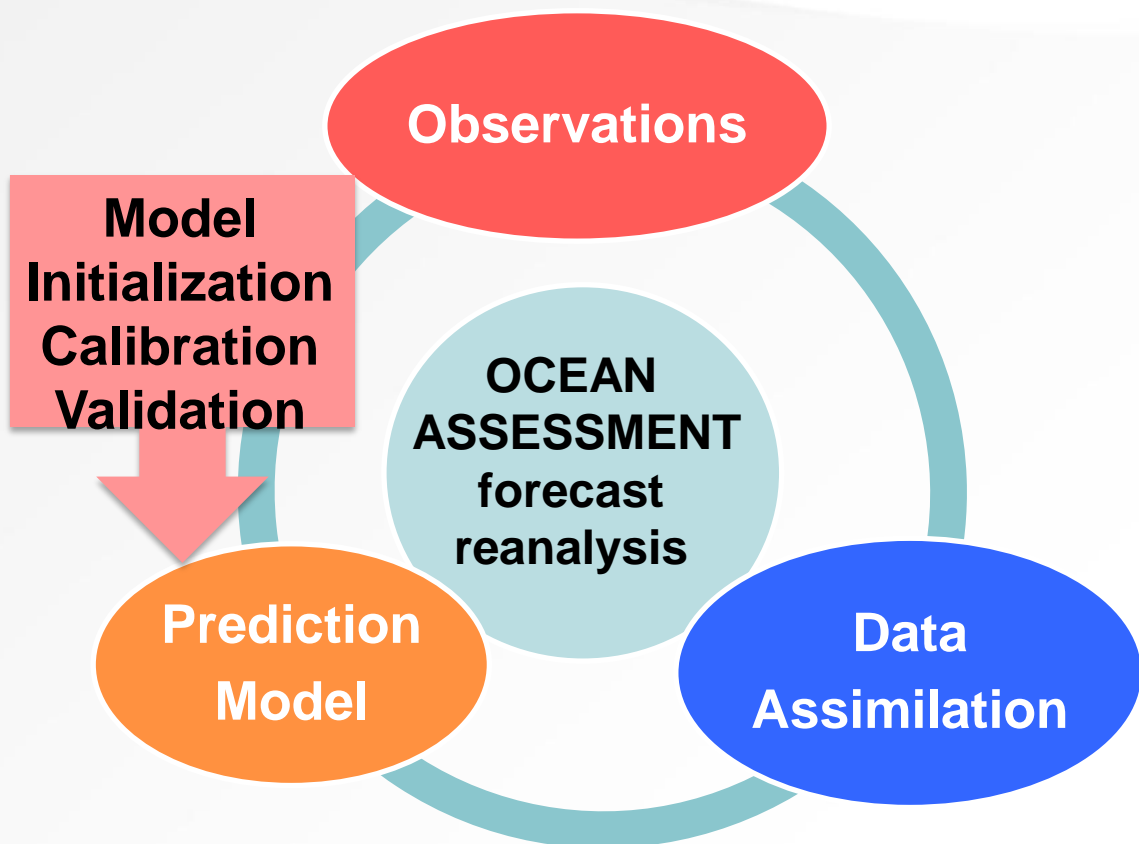 Observations
Model
Initialization
Calibration
Validation
OCEAN
ASSESSMENT
forecast
reanalysis
Prediction
Model
Data
Assimilation